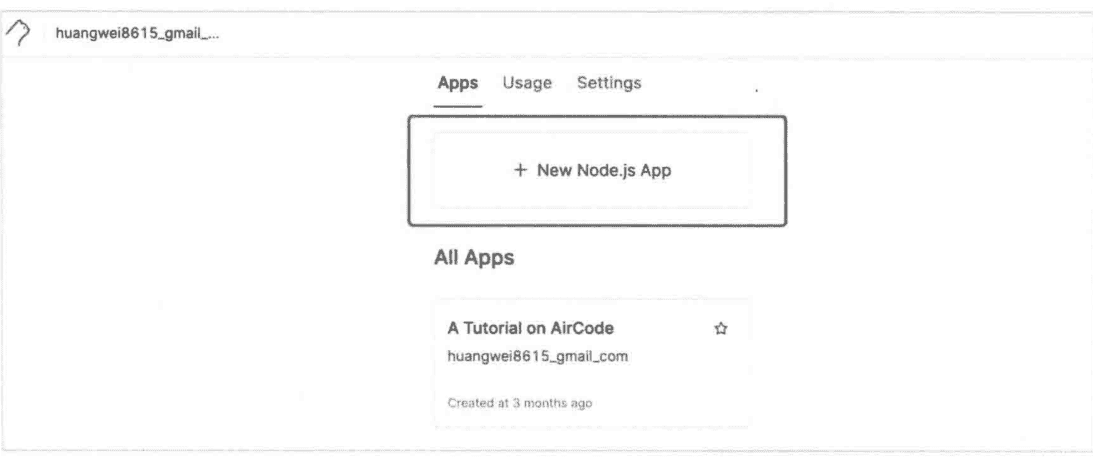 huangwei8615_gmail_...
Apps Usage Settings
+ New Node.js App
All Apps
A Tutorial on AirCode
huangwei8615_gmail_com
Created at 3 months ago